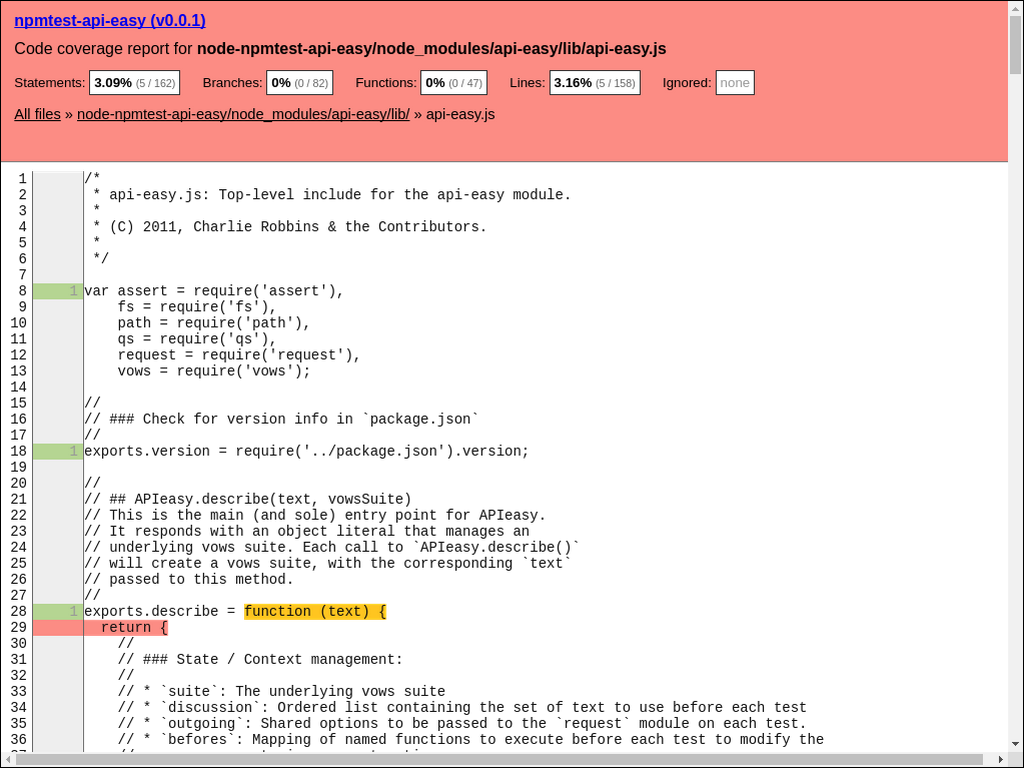 npmtest-api-easy (v0.0.1)
Code coverage report for node-npmtest-api-easy/node_modules/api-easy/lib/api-easy.js
Statements: 3.09% (5 / 162) Branches: 0% (0 / 82) Functions: 0% (0 / 47) Lines: 3.16% (5 / 158) Ignored: none
All files » node-npmtest-api-easy/node_modules/api-easy/lib/ » api-easy.js
1 /*
2  * api-easy.js: Top-level include for the api-easy module.
3  *
4  * (C) 2011, Charlie Robbins & the Contributors.
5  *
6  */
7
8 1 var assert = require('assert'),
9     fs = require('fs'),
10     path = require('path'),
11     qs = require('qs'),
12     request = require('request'),
13     vows = require('vows');
14
15 //
16 // ### Check for version info in `package.json`
17 //
18 1 exports.version = require('../package.json').version;
19
20 //
21 // ## APIeasy.describe(text, vowsSuite)
22 // This is the main (and sole) entry point for APIeasy.
23 // It responds with an object literal that manages an
24 // underlying vows suite. Each call to `APIeasy.describe()`
25 // will create a vows suite, with the corresponding `text`
26 // passed to this method.
27 //
28 1 exports.describe = function (text) {
29   return {
30     //
31     // ### State / Context management:
32     //
33     // * `suite`: The underlying vows suite
34     // * `discussion`: Ordered list containing the set of text to use before each test
35     // * `outgoing`: Shared options to be passed to the `request` module on each test.
36     // * `befores`: Mapping of named functions to execute before each test to modify the